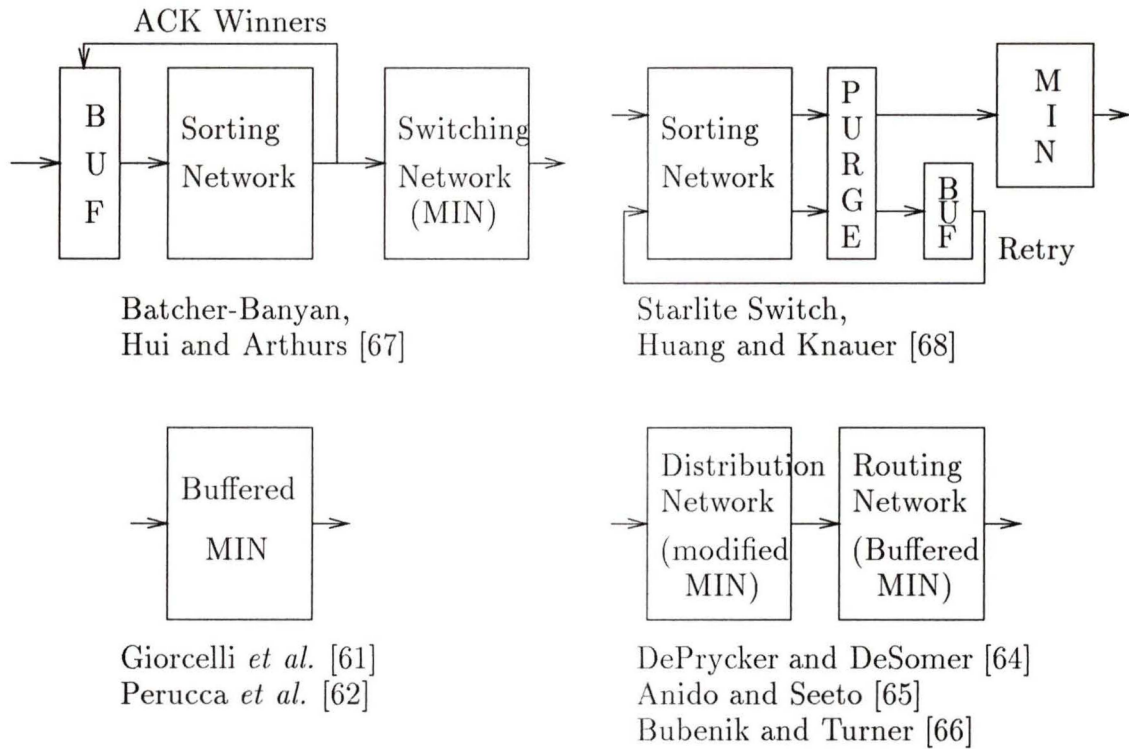 ACK Winners
B
U
F
Sorting
Network
Switching
Network
(MIN)
Batcher-Banyan,
Hui and Arthurs [67]
Sorting
Network
P
U
R
G
E
M
I
N
B
U
F
Retry
Starlite Switch,
Huang and Knauer [68]
Buffered
MIN
Giorcelli et al. [61]
Perucca et al. [62]
Distribution
Network
(modified
MIN)
Routing
Network
(Buffered
MIN)
DePrycker and DeSomer [64]
Anido and Seeto [65]
Bubenik and Turner [66]